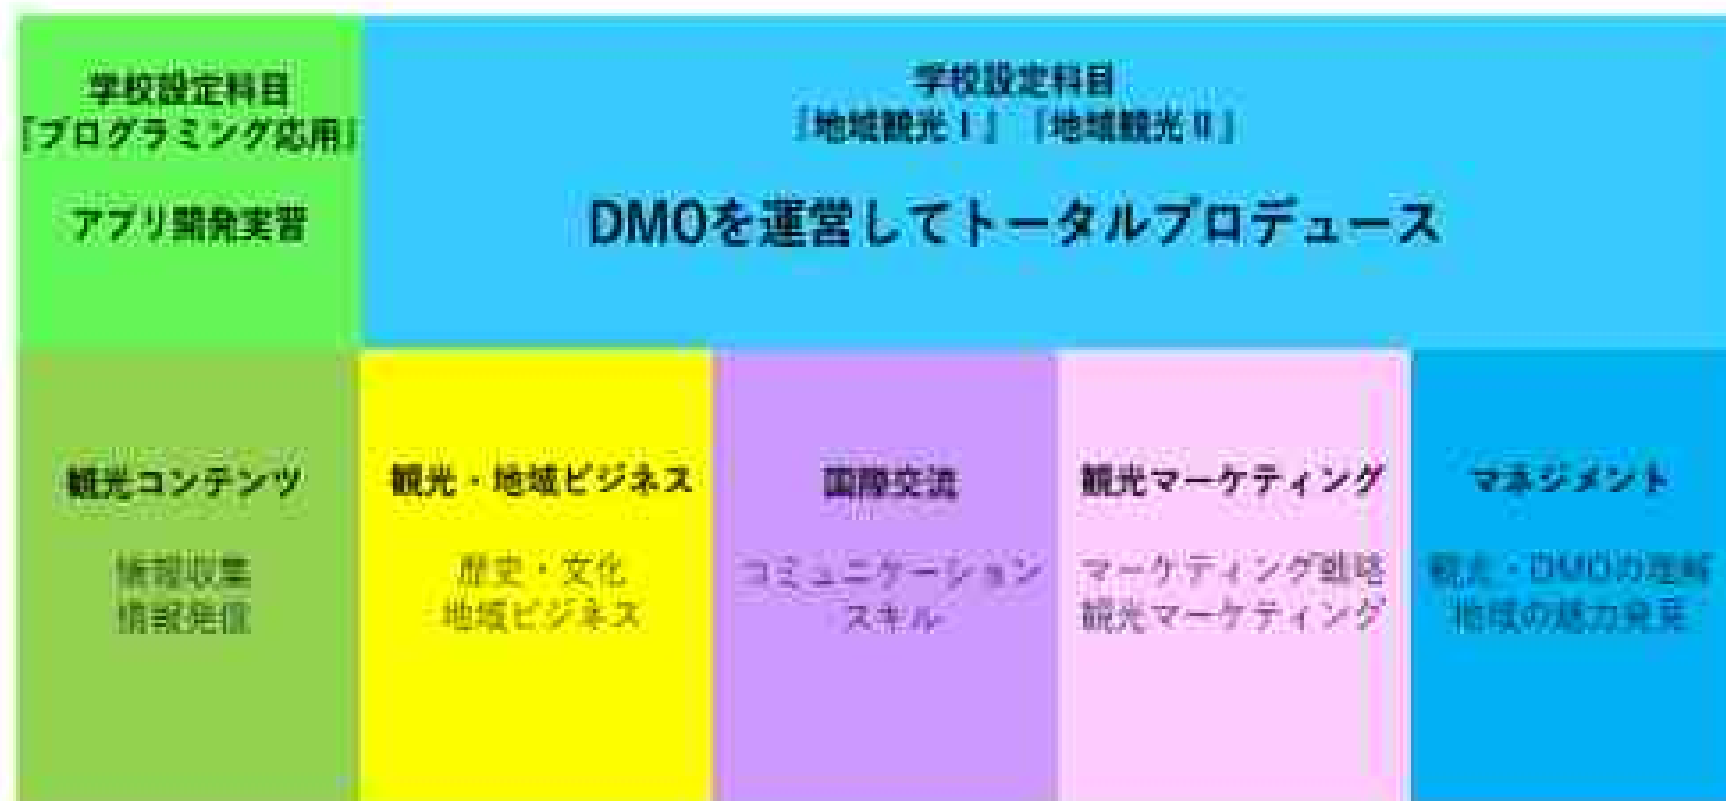 学校設定科目
「プログラミング応用」
アプリ開発実習
学校設定科目
「地域観光Ⅰ」「地域観光Ⅱ」
DMOを運営してトータルプロデュース
観光コンテンツ
情報収集
情報発信
観光・地域ビジネス
歴史・文化
地域ビジネス
国際交流
コミュニケーション
スキル
観光マーケティング
マーケティング戦略
観光マーケティング
マネジメント
観光・DMOの理解
地域の魅力発見